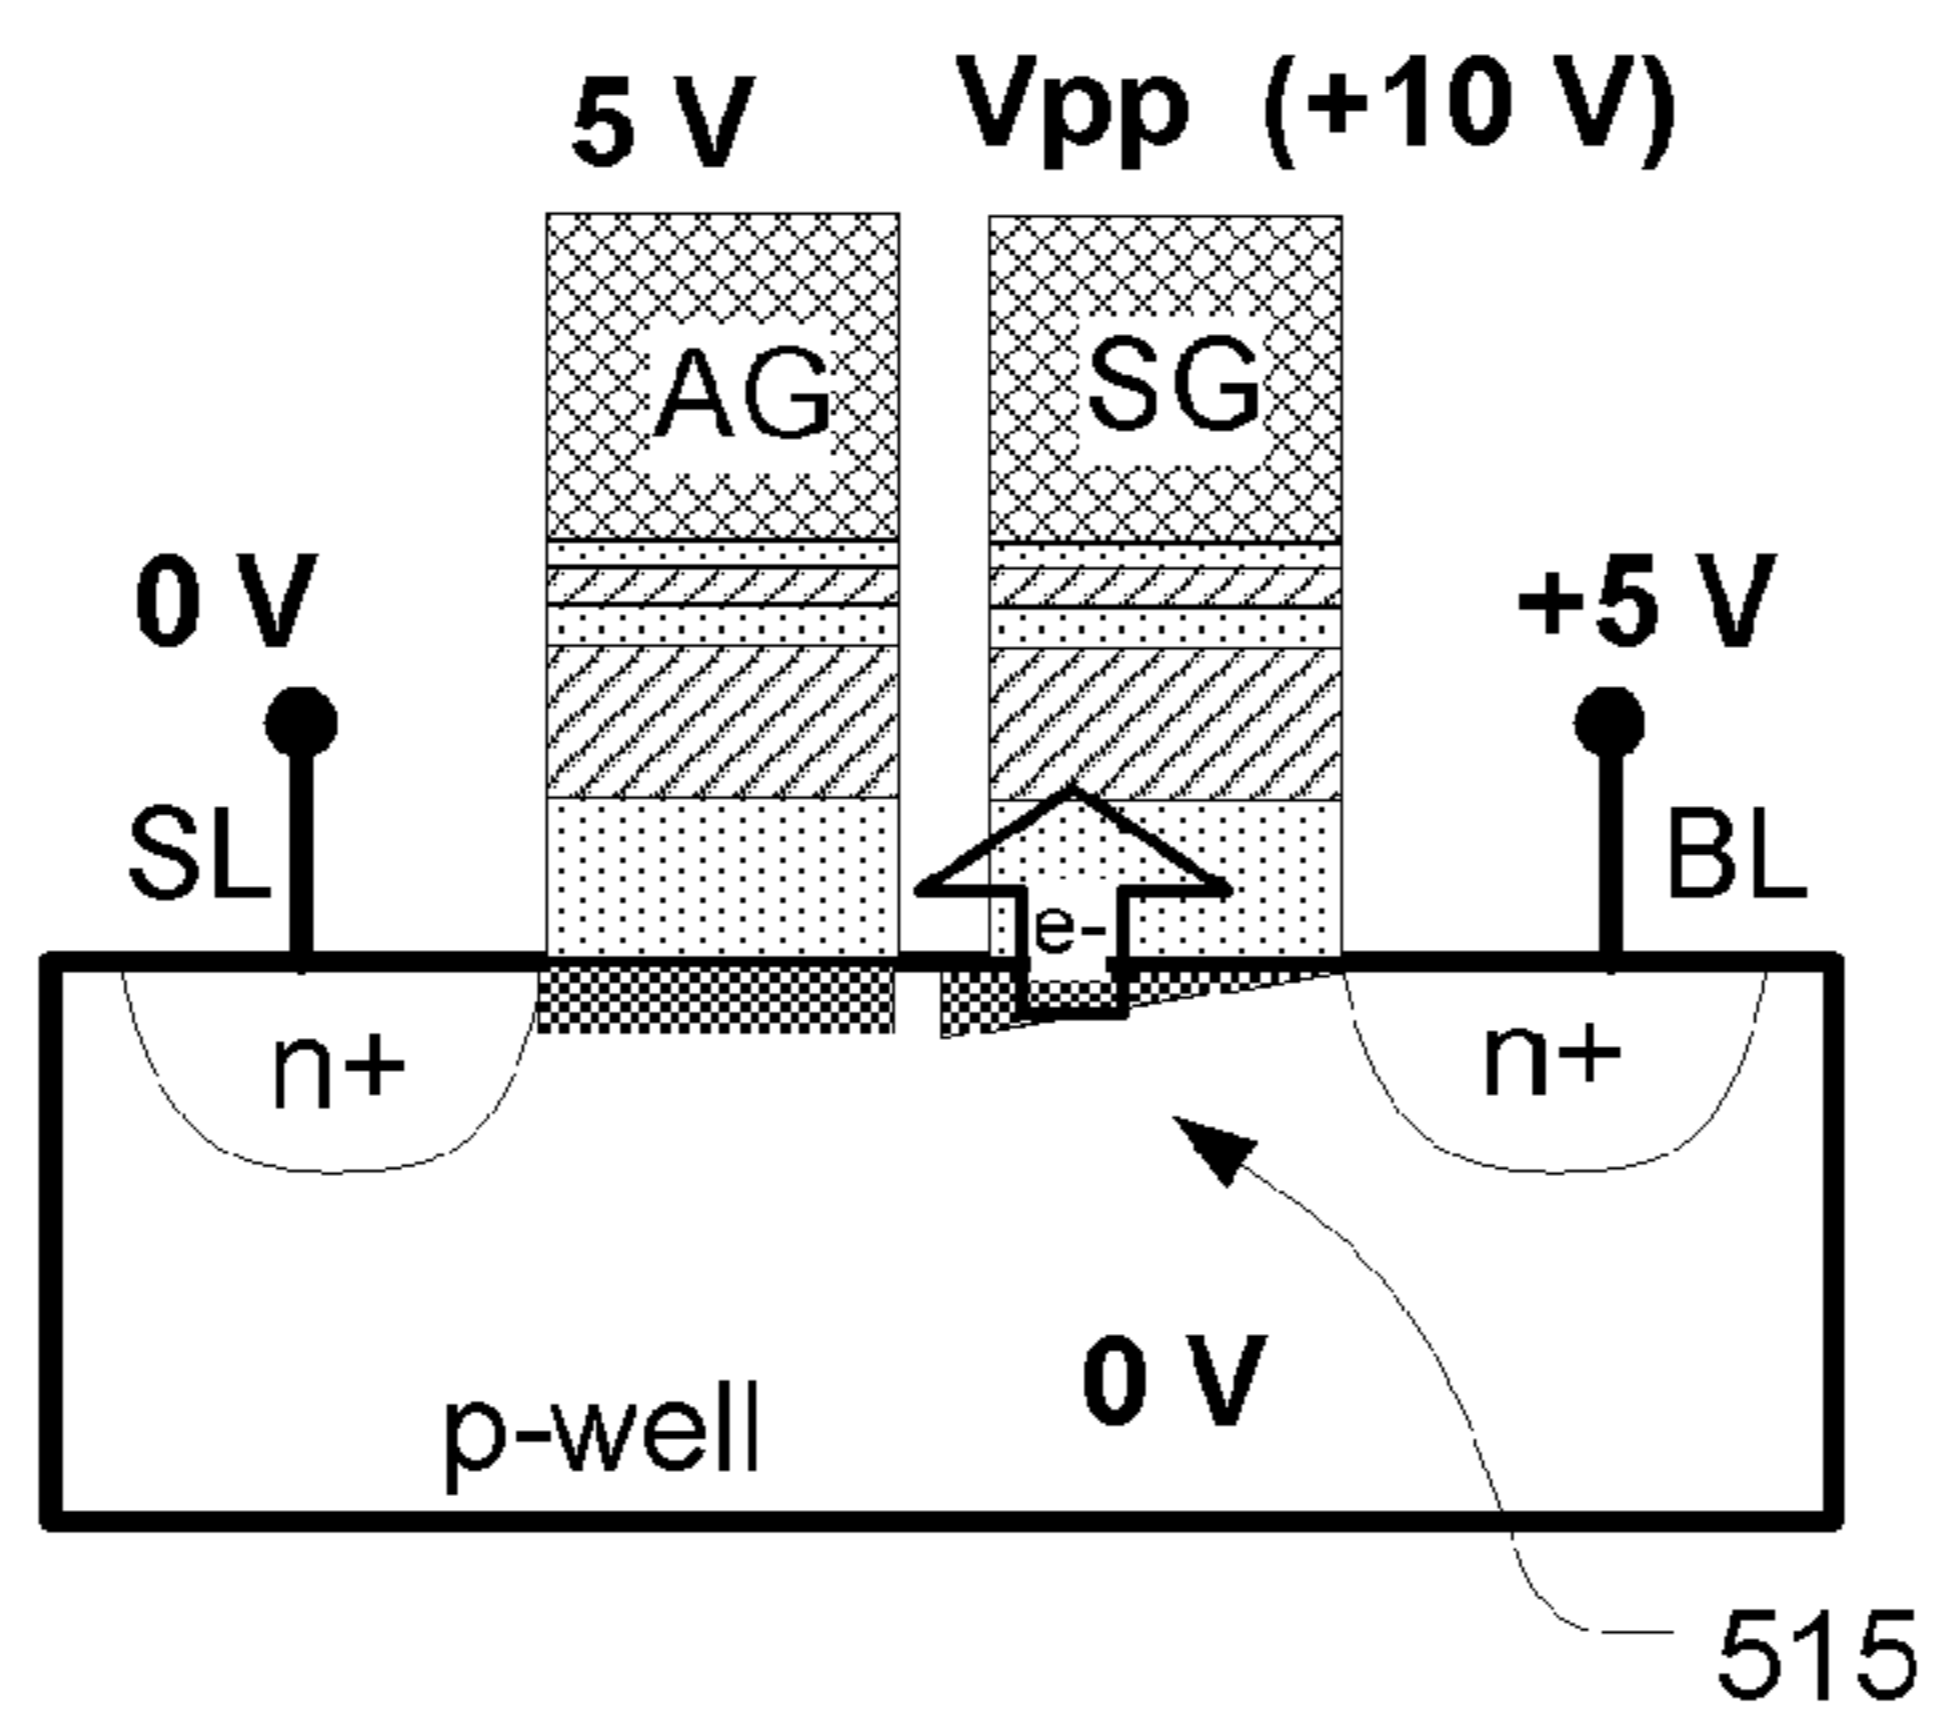 5 V
Vpp (+10 V)
AG
SG
0 V
+5 V
SL
BL
e-
n+
n+
0 V
p-well
515